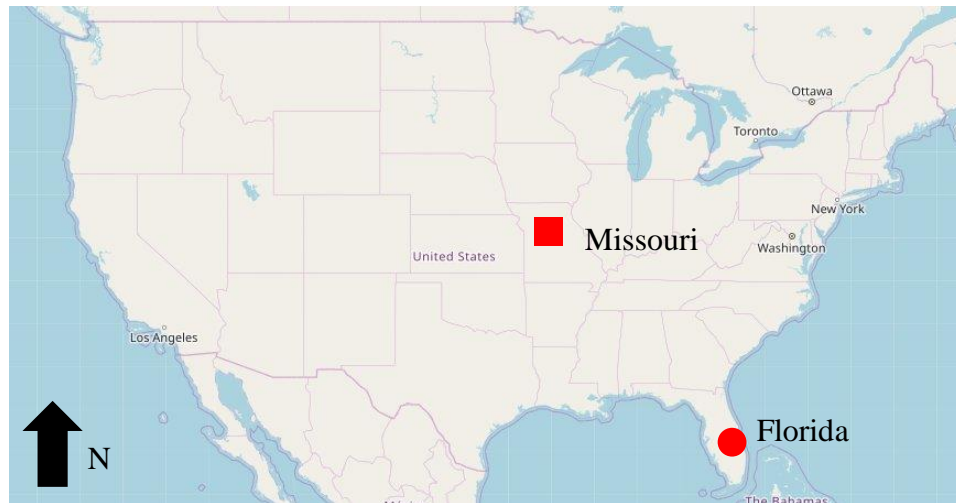 Ottawa
Toronto
New York
Missouri
Washington
United States
Los Angeles
Florida
N
The Bahamas